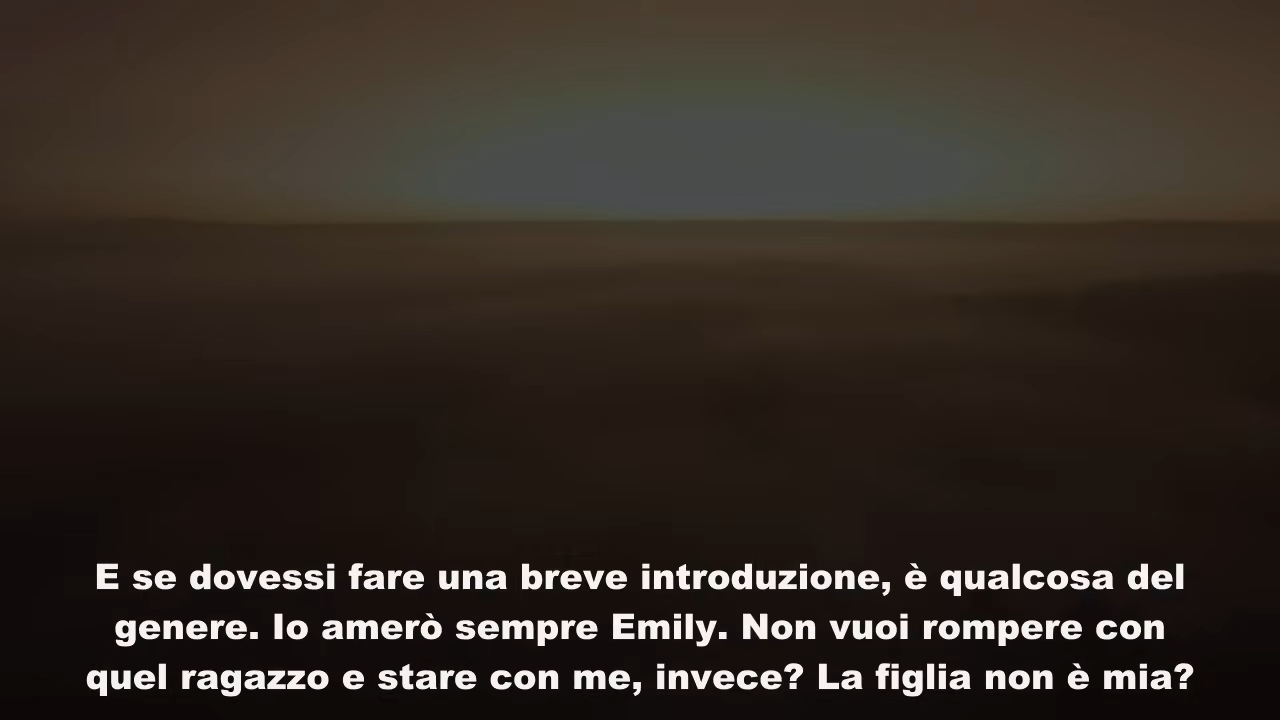 E se dovessi fare una breve introduzione, è qualcosa del
genere. Io amerò sempre Emily. Non vuoi rompere con
quel ragazzo e stare con me, invece? La figlia non è mia?